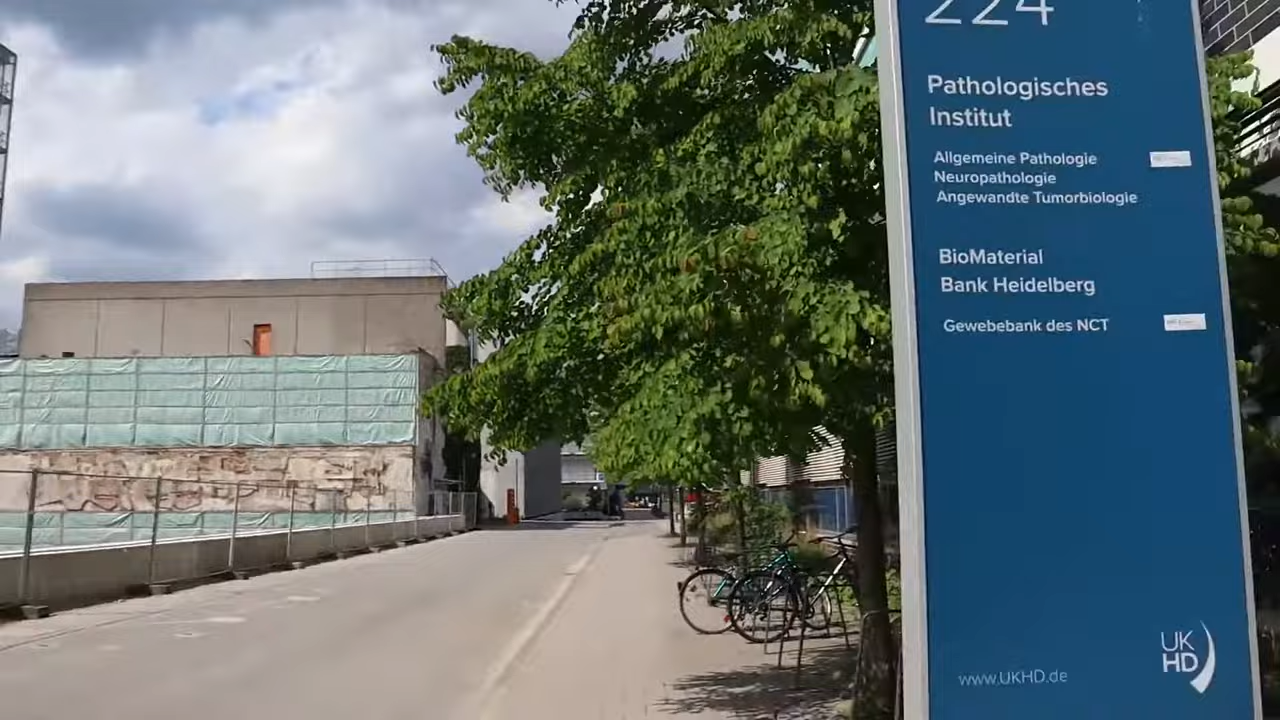 224
Pathologisches
Institut
Allgemeine Pathologie
Neuropathologie
Angewandte Tumorbiologie
BioMaterial
Bank Heidelberg
Gewebebank des NCT
www.UKHD.de
UK
HD